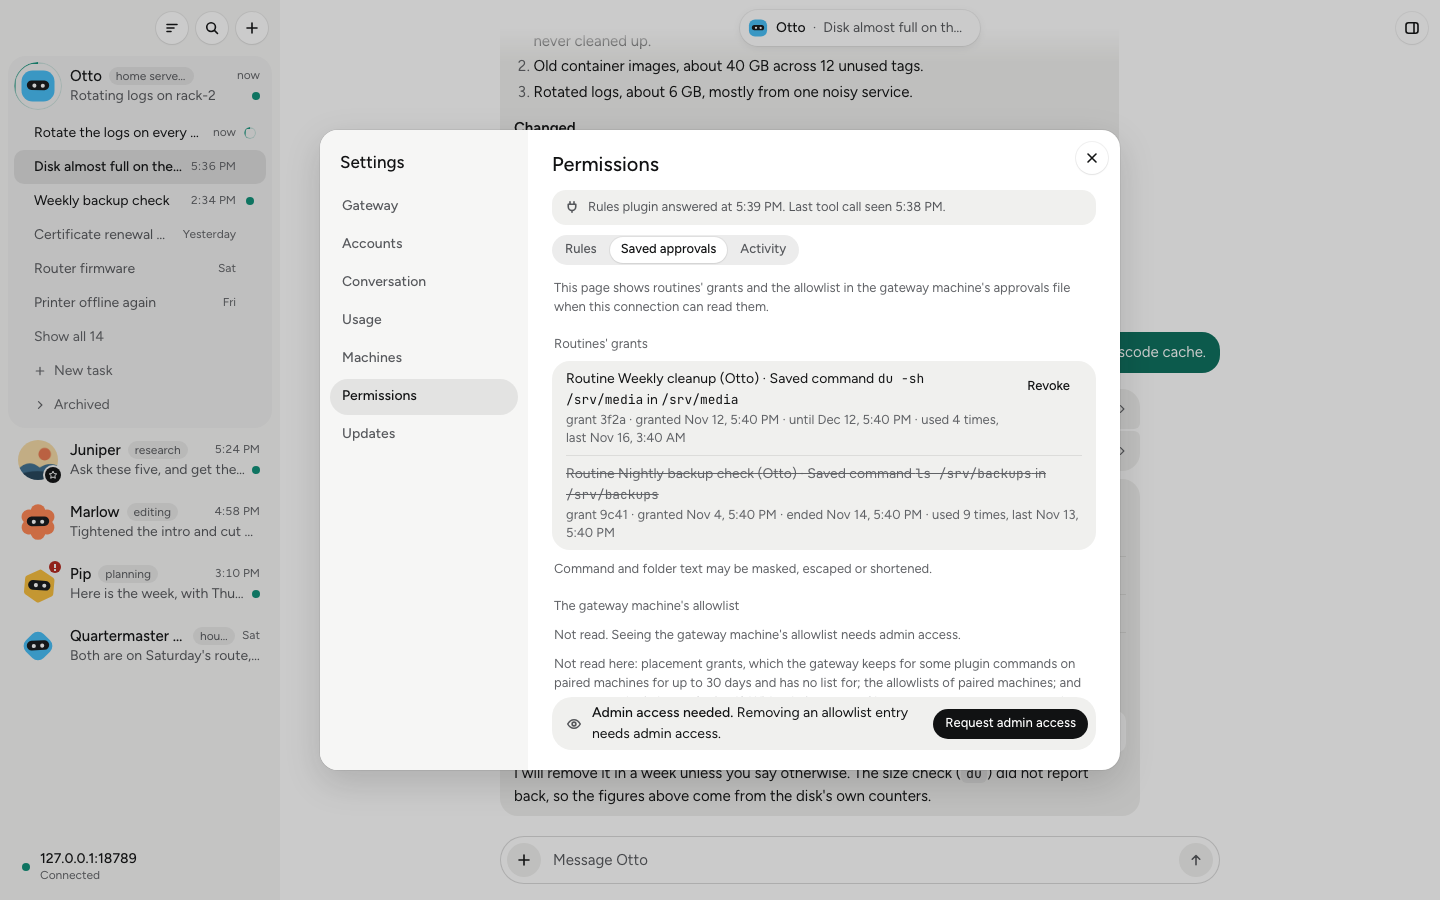 Otto
home serve...
now
Rotating logs on rack-2
Rotate the logs on every ...
now
Disk almost full on the...
5:36 PM
Weekly backup check
2:34 PM
Certificate renewal ...
Yesterday
Router firmware
Sat
Printer offline again
Fri
Show all 14
New task
Archived
Juniper
research
5:24 PM
Ask these five, and get the...
Marlow
editing
4:58 PM
Tightened the intro and cut ...
Pip
planning
3:10 PM
Here is the week, with Thu...
Quartermaster ...
hou...
Sat
Both are on Saturday's route,...
127.0.0.1:18789
Connected
Otto · Disk almost full on th...
never cleaned up.
2. Old container images, about 40 GB across 12 unused tags.
3. Rotated logs, about 6 GB, mostly from one noisy service.
Changed
scode cache.
Settings
Gateway
Accounts
Conversation
Usage
Machines
Permissions
Updates
Permissions
Rules plugin answered at 5:39 PM. Last tool call seen 5:38 PM.
Rules
Saved approvals
Activity
This page shows routines' grants and the allowlist in the gateway machine's approvals file
when this connection can read them.
Routines' grants
Routine Weekly cleanup (Otto) · Saved command du -sh
/srv/media in /srv/media
Revoke
grant 3f2a · granted Nov 12, 5:40 PM · until Dec 12, 5:40 PM · used 4 times,
last Nov 16, 3:40 AM
Routine Nightly backup check (Otto) · Saved command ls /srv/backups in
/srv/backups
grant 9c41 · granted Nov 4, 5:40 PM · ended Nov 14, 5:40 PM · used 9 times, last Nov 13,
5:40 PM
Command and folder text may be masked, escaped or shortened.
The gateway machine's allowlist
Not read. Seeing the gateway machine's allowlist needs admin access.
Not read here: placement grants, which the gateway keeps for some plugin commands on
paired machines for up to 30 days and has no list for; the allowlists of paired machines; and
Admin access needed. Removing an allowlist entry
needs admin access.
Request admin access
I will remove it in a week unless you say otherwise. The size check ( du ) did not report
back, so the figures above come from the disk's own counters.
Message Otto